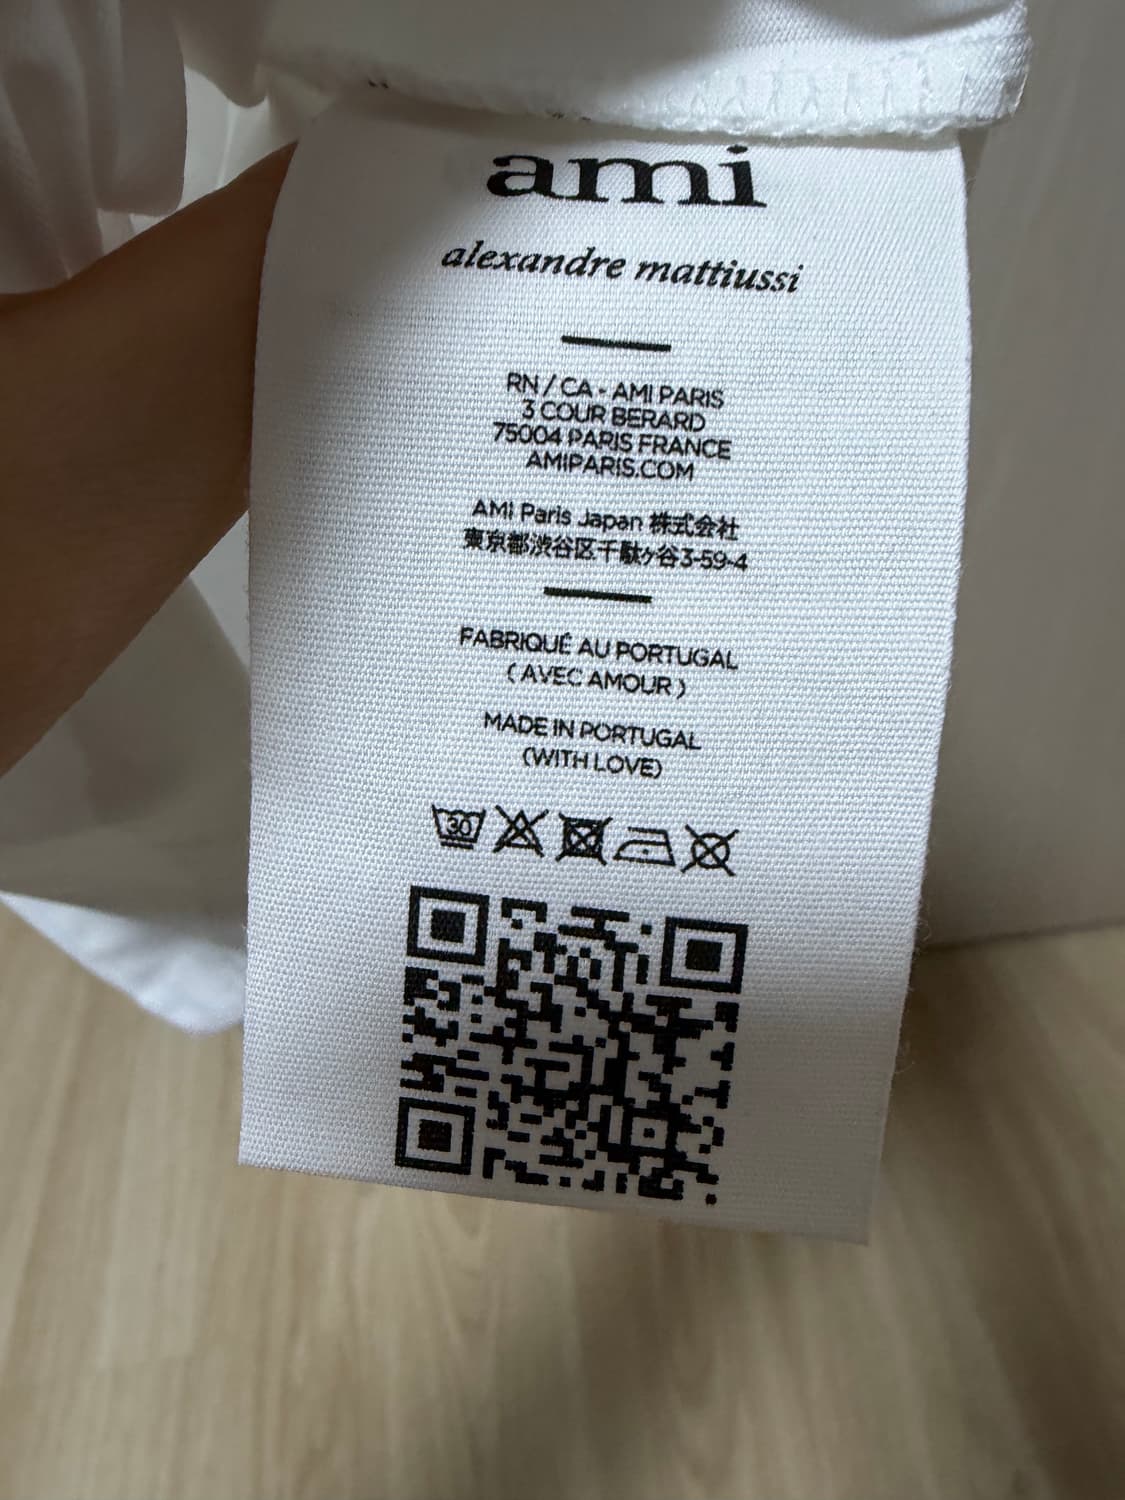 ami
alexandre mattiussi
RN / CA - AMI PARIS
3 COUR BERARD
75004 PARIS FRANCE
AMIPARIS.COM
AMI Paris Japan 株式会社
東京都渋谷区千駄ヶ谷3-59-4
FABRIQUÉ AU PORTUGAL
( AVEC AMOUR )
MADE IN PORTUGAL
(WITH LOVE)
30